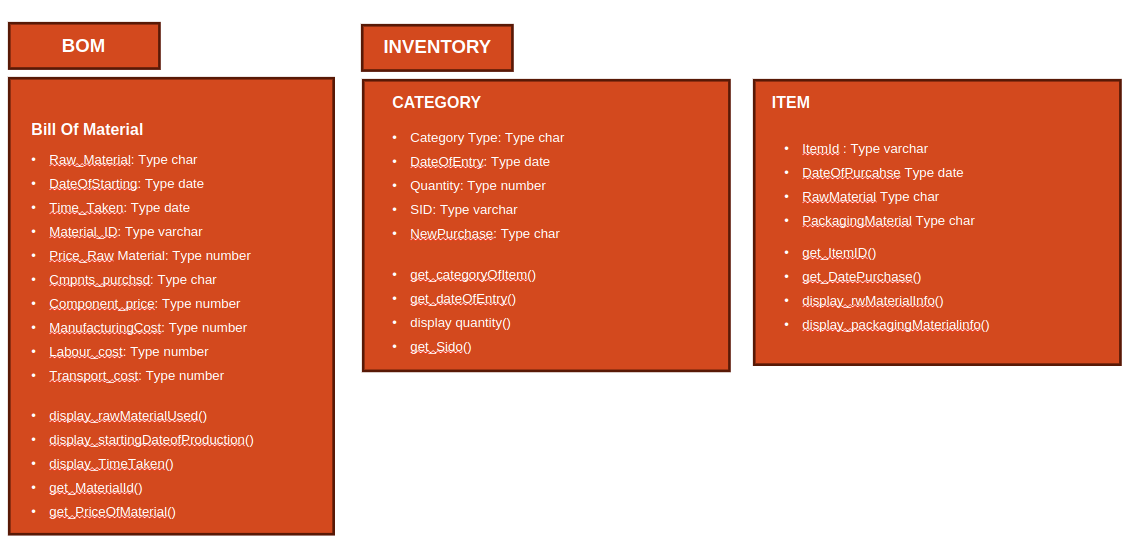 BOM
Bill Of Material
• Raw_Material: Type char
• DateOfStarting: Type date
• Time_Taken: Type date
• Material_ID: Type varchar
• Price_Raw Material: Type number
• Cmpnts_purchsd: Type char
• Component_price: Type number
• ManufacturingCost: Type number
• Labour_cost: Type number
• Transport_cost: Type number
• display_rawMaterialUsed()
• display_startingDateofProduction()
• display_TimeTaken()
• get_MaterialId()
• get_PriceOfMaterial()
INVENTORY
CATEGORY
• Category Type: Type char
• DateOfEntry: Type date
• Quantity: Type number
• SID: Type varchar
• NewPurchase: Type char
• get_categoryOfItem()
• get_dateOfEntry()
• display quantity()
• get_Sido()
ITEM
• ItemId : Type varchar
• DateOfPurcahse Type date
• RawMaterial Type char
• PackagingMaterial Type char
• get_ItemID()
• get_DatePurchase()
• display_rwMaterialInfo()
• display_packagingMaterialinfo()